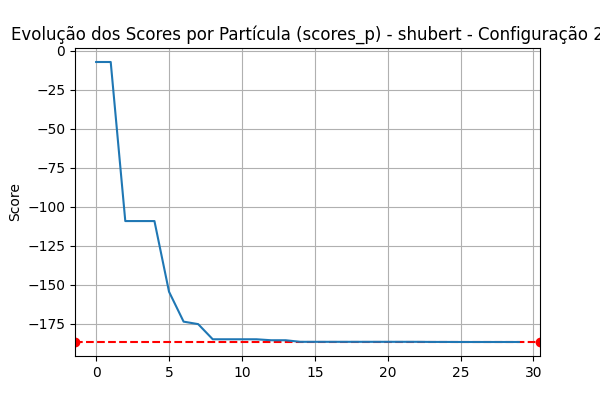 Evolução dos Scores por Partícula (scores_p) - shubert - Configuração 2
Score
0
−25
−50
−75
−100
−125
−150
−175
0 5 10 15 20 25 30